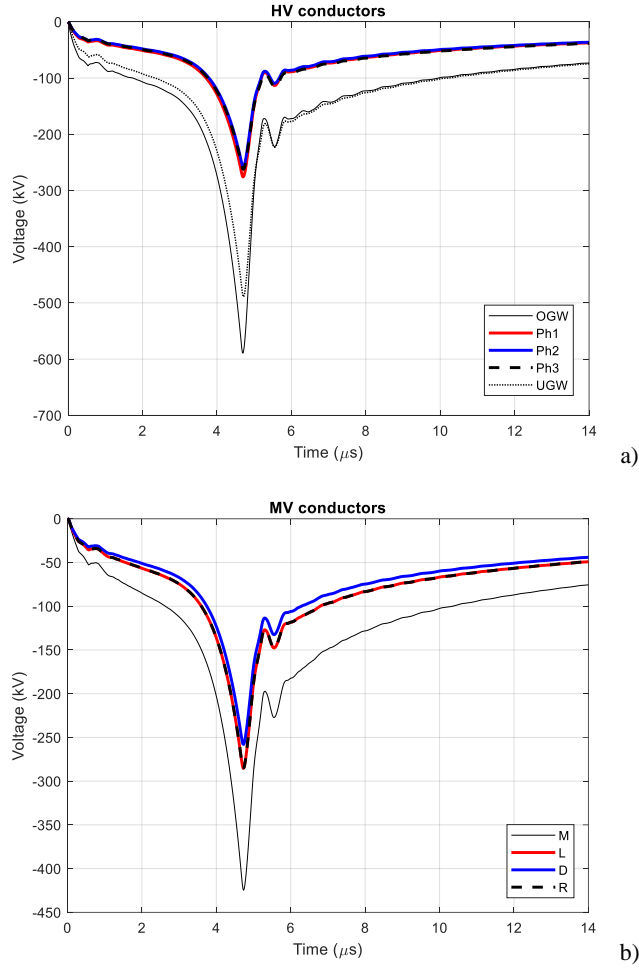 HV conductors
0
-100
-200
-300
-400
-500
-600
-700
Voltage (kV)
OGW
Ph1
Ph2
Ph3
UGW
0 2 4 6 8 10 12 14
Time (μs)
a)
MV conductors
0
-50
-100
-150
-200
-250
-300
-350
-400
-450
Voltage (kV)
M
L
D
R
0 2 4 6 8 10 12 14
Time (μs)
b)